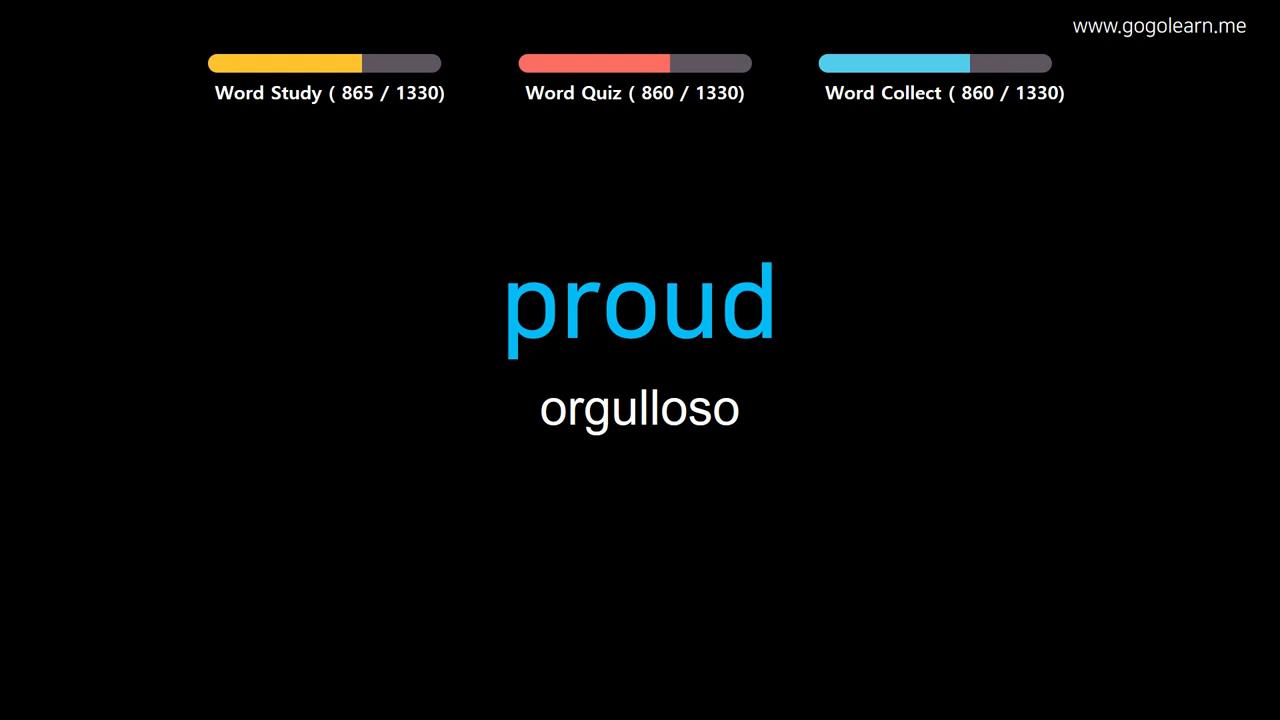 www.gogolearn.me
Word Study ( 865 / 1330)
Word Quiz ( 860 / 1330)
Word Collect ( 860 / 1330)
proud
orgulloso